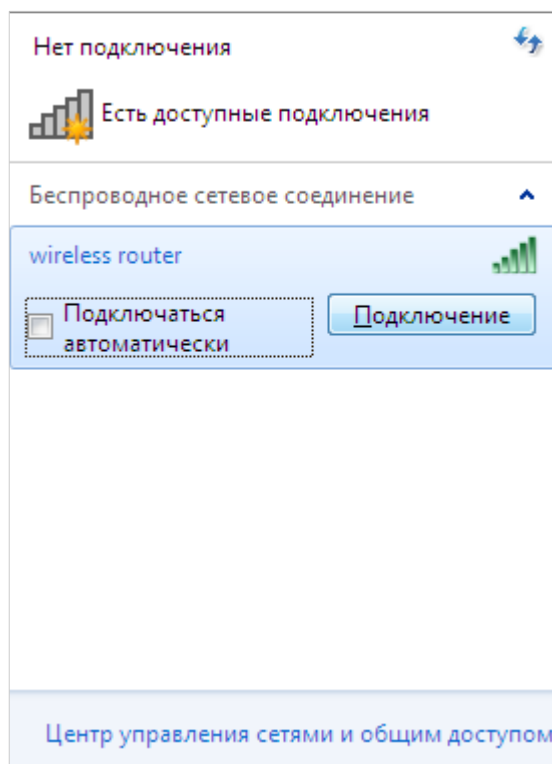 Нет подключения
Есть доступные подключения
Беспроводное сетевое соединение
wireless router
Подключаться
автоматически
Подключение
Центр управления сетями и общим доступом